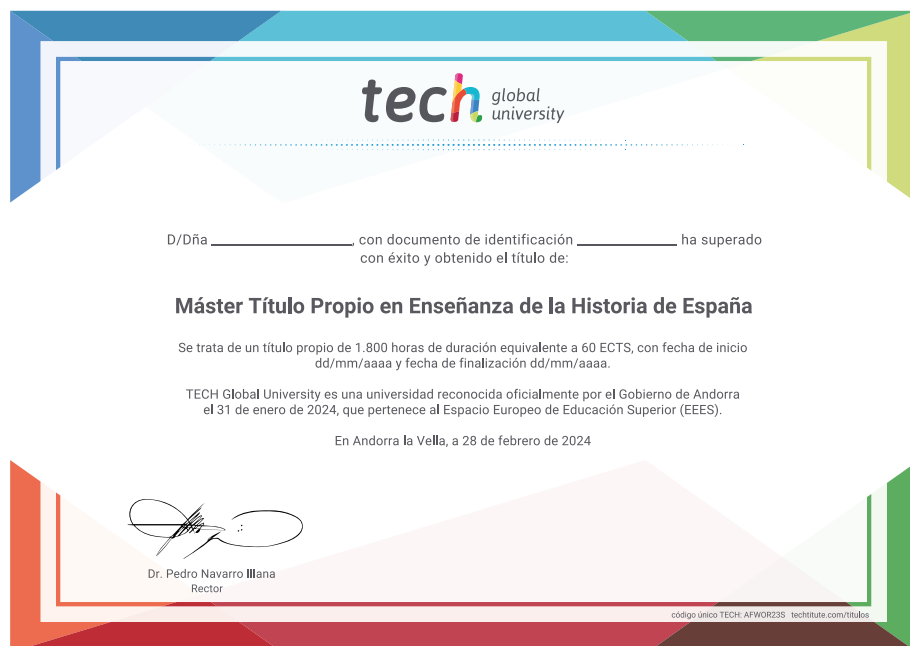 tech global university
D/Dña ________________, con documento de identificación ___________ ha superado
con éxito y obtenido el título de:
Máster Título Propio en Enseñanza de la Historia de España
Se trata de un título propio de 1.800 horas de duración equivalente a 60 ECTS, con fecha de inicio
dd/mm/aaaa y fecha de finalización dd/mm/aaaa.
TECH Global University es una universidad reconocida oficialmente por el Gobierno de Andorra
el 31 de enero de 2024, que pertenece al Espacio Europeo de Educación Superior (EEES).
En Andorra la Vella, a 28 de febrero de 2024
Dr. Pedro Navarro Illana
Rector
código único TECH: AFWOR23S techtitute.com/titulos